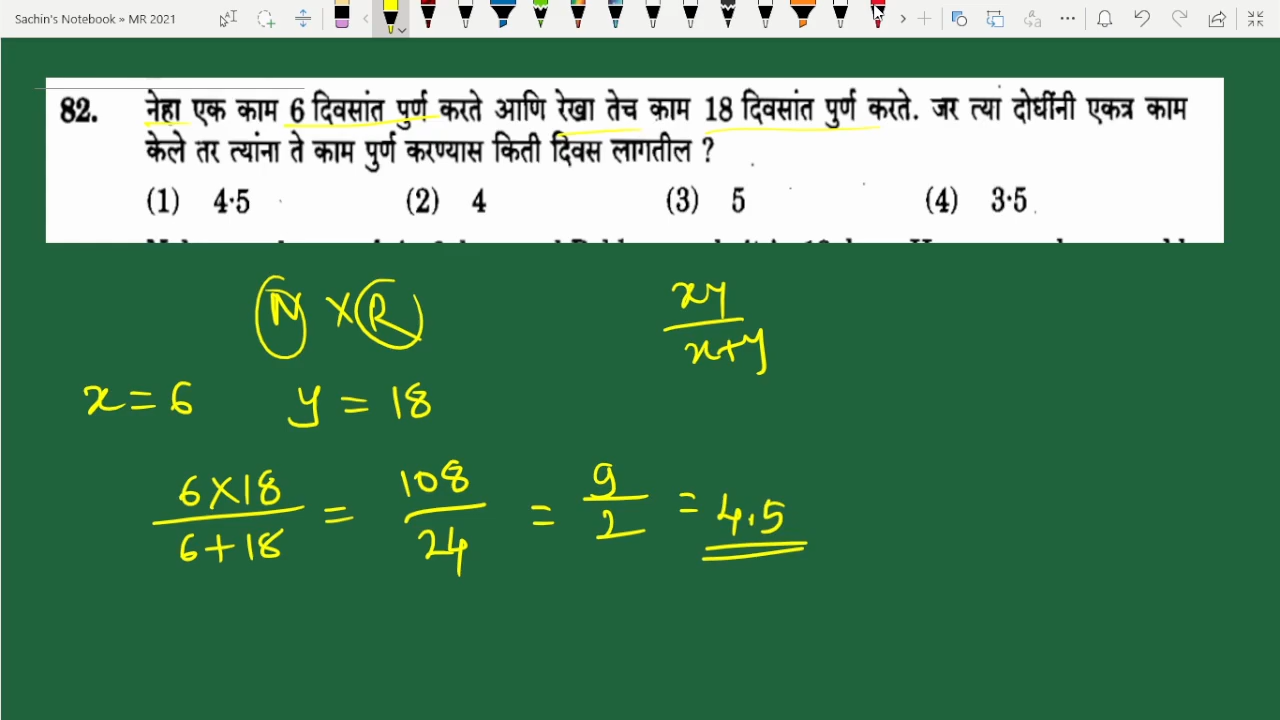 Sachin's Notebook » MR 2021
82. नेहा एक काम 6 दिवसांत पुर्ण करते आणि रेखा तेच काम 18 दिवसांत पुर्ण करते. जर त्या दोघींनी एकत्र काम
केले तर त्यांना ते काम पुर्ण करण्यास किती दिवस लागतील ?
(1) 4·5 (2) 4 (3) 5 (4) 3·5
N × R
xy
x+y
x = 6 y = 18
6×18 = 108 = 9 = 4.5
6+18 24 2